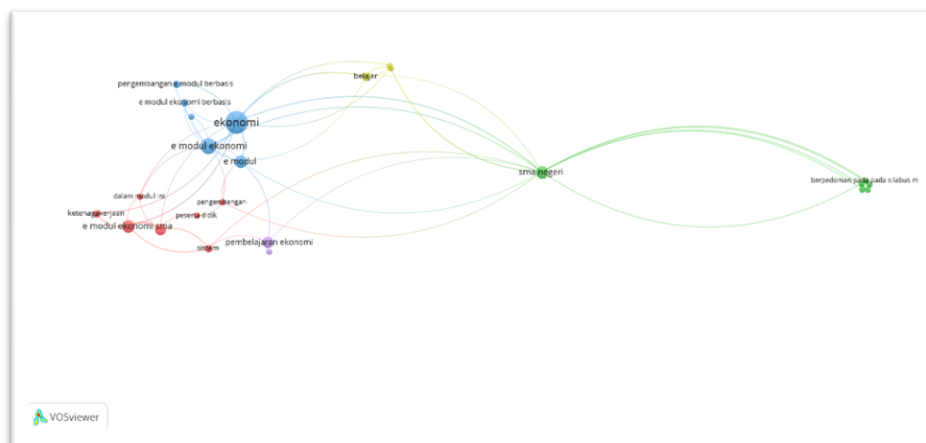 belajar
pengembangan e modul berbasis
e modul ekonomi berbasis
ekonomi
e modul ekonomi
e modul
sma negeri
berpedoman pada pada silabus m
dalam modul ini
pengembangan
ketenagakerjaan
peserta didik
e modul ekonomi sma
sistem
pembelajaran ekonomi
VOSviewer